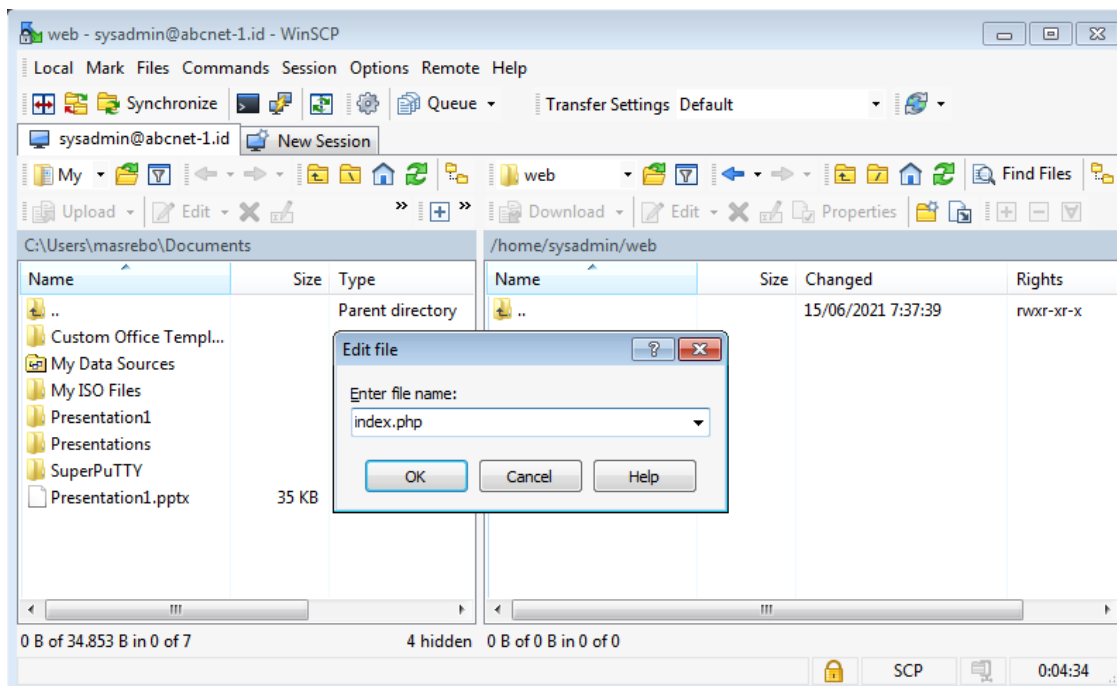 web - sysadmin@abcnet-1.id - WinSCP
Local Mark Files Commands Session Options Remote Help
Synchronize Queue Transfer Settings Default
sysadmin@abcnet-1.id New Session
My web Find Files
Upload Edit » » Download Edit Properties
C:\Users\masrebo\Documents /home/sysadmin/web
Name Size Type Name Size Changed Rights
.. Parent directory .. 15/06/2021 7:37:39 rwxr-xr-x
Custom Office Templ...
My Data Sources
My ISO Files
Presentation1
Presentations
SuperPuTTY
Presentation1.pptx 35 KB
Edit file
Enter file name:
index.php
OK Cancel Help
0 B of 34.853 B in 0 of 7 4 hidden 0 B of 0 B in 0 of 0
SCP 0:04:34